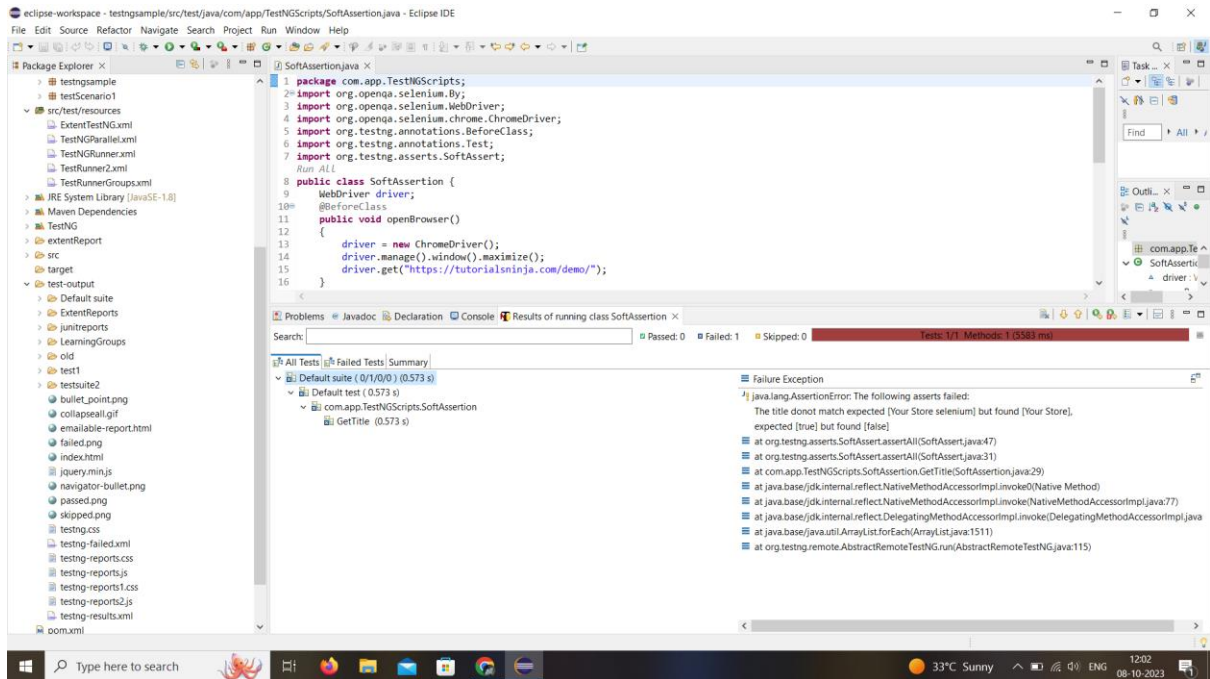 eclipse-workspace - testngsample/src/test/java/com/app/TestNGScripts/SoftAssertion.java - Eclipse IDE
File Edit Source Refactor Navigate Search Project Run Window Help
Package Explorer
testngsample
testScenario1
src/test/resources
ExtentTestNG.xml
TestNGParallel.xml
TestNGRunner.xml
TestRunner2.xml
TestRunnerGroups.xml
JRE System Library [JavaSE-1.8]
Maven Dependencies
TestNG
extentReport
src
target
test-output
Default suite
ExtentReports
junitreports
LearningGroups
old
test1
testsuite2
bullet_point.png
collapseall.gif
emailable-report.html
failed.png
index.html
jquery.min.js
navigator-bullet.png
passed.png
skipped.png
testng.css
testng-failed.xml
testng-reports.css
testng-reports.js
testng-reports1.css
testng-reports2.js
testng-results.xml
pom.xml
SoftAssertion.java
1 package com.app.TestNGScripts;
2 import org.openqa.selenium.By;
3 import org.openqa.selenium.WebDriver;
4 import org.openqa.selenium.chrome.ChromeDriver;
5 import org.testng.annotations.BeforeClass;
6 import org.testng.annotations.Test;
7 import org.testng.asserts.SoftAssert;
Run All
8 public class SoftAssertion {
9 WebDriver driver;
10 @BeforeClass
11 public void openBrowser()
12 {
13 driver = new ChromeDriver();
14 driver.manage().window().maximize();
15 driver.get("https://tutorialsninja.com/demo/");
16 }
Task ...
Find All
Outli...
com.app.Te
SoftAssertic
driver : V
Problems Javadoc Declaration Console Results of running class SoftAssertion
Search: Passed: 0 Failed: 1 Skipped: 0 Tests: 1/1 Methods: 1 (5583 ms)
All Tests Failed Tests Summary
Default suite ( 0/1/0/0 ) (0.573 s)
Default test ( 0.573 s)
com.app.TestNGScripts.SoftAssertion
GetTitle (0.573 s)
Failure Exception
java.lang.AssertionError: The following asserts failed:
The title donot match expected [Your Store selenium] but found [Your Store],
expected [true] but found [false]
at org.testng.asserts.SoftAssert.assertAll(SoftAssert.java:47)
at org.testng.asserts.SoftAssert.assertAll(SoftAssert.java:31)
at com.app.TestNGScripts.SoftAssertion.GetTitle(SoftAssertion.java:29)
at java.base/jdk.internal.reflect.NativeMethodAccessorImpl.invoke0(Native Method)
at java.base/jdk.internal.reflect.NativeMethodAccessorImpl.invoke(NativeMethodAccessorImpl.java:77)
at java.base/jdk.internal.reflect.DelegatingMethodAccessorImpl.invoke(DelegatingMethodAccessorImpl.java
at java.base/java.util.ArrayList.forEach(ArrayList.java:1511)
at org.testng.remote.AbstractRemoteTestNG.run(AbstractRemoteTestNG.java:115)
Type here to search
33°C Sunny
ENG
12:02
08-10-2023